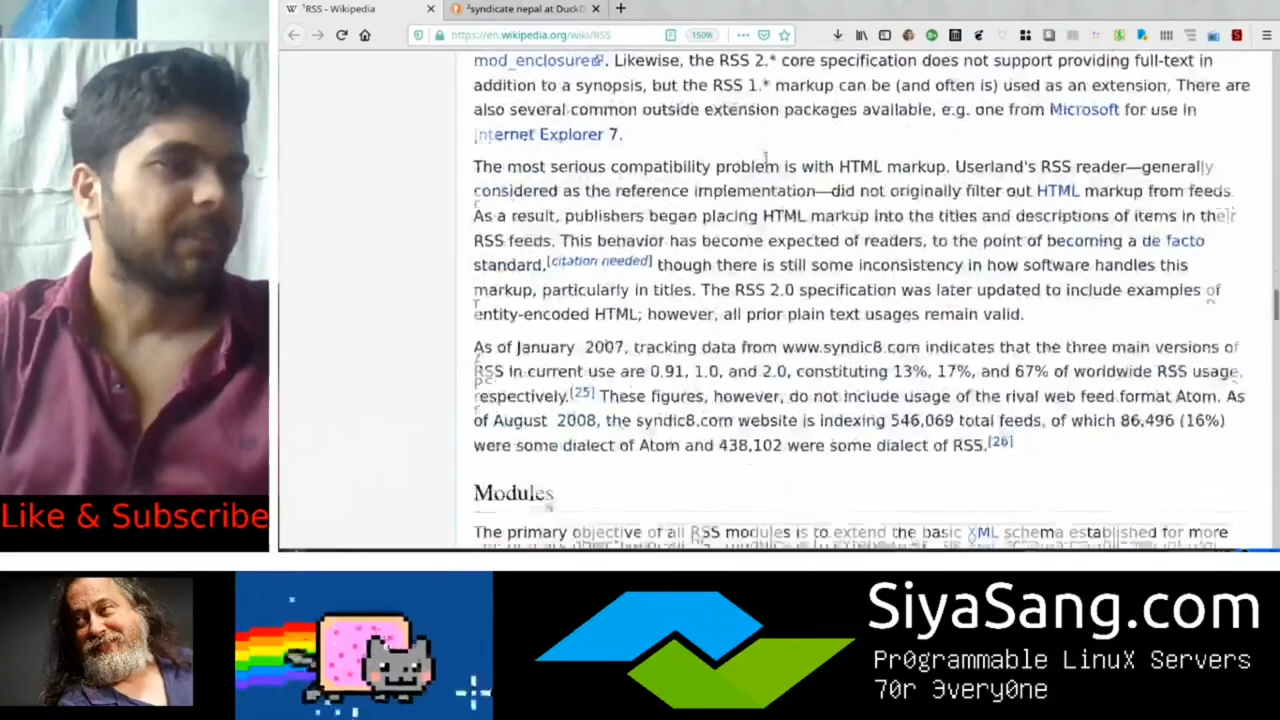 RSS - Wikipedia
syndicate nepal at DuckD
https://en.wikipedia.org/wiki/RSS
150%
mod_enclosure. Likewise, the RSS 2.* core specification does not support providing full-text in
addition to a synopsis, but the RSS 1.* markup can be (and often is) used as an extension. There are
also several common outside extension packages available, e.g. one from Microsoft for use in
Internet Explorer 7.
The most serious compatibility problem is with HTML markup. Userland's RSS reader—generally
considered as the reference implementation—did not originally filter out HTML markup from feeds.
As a result, publishers began placing HTML markup into the titles and descriptions of items in their
RSS feeds. This behavior has become expected of readers, to the point of becoming a de facto
standard,[citation needed] though there is still some inconsistency in how software handles this
markup, particularly in titles. The RSS 2.0 specification was later updated to include examples of
entity-encoded HTML; however, all prior plain text usages remain valid.
As of January 2007, tracking data from www.syndic8.com indicates that the three main versions of
RSS in current use are 0.91, 1.0, and 2.0, constituting 13%, 17%, and 67% of worldwide RSS usage,
respectively.[25] These figures, however, do not include usage of the rival web feed format Atom. As
of August 2008, the syndic8.com website is indexing 546,069 total feeds, of which 86,496 (16%)
were some dialect of Atom and 438,102 were some dialect of RSS.[26]
Modules
The primary objective of all RSS modules is to extend the basic XML schema established for more
Like & Subscribe
SiyaSang.com
Pr0grammable LinuX Servers
70r 3very0ne